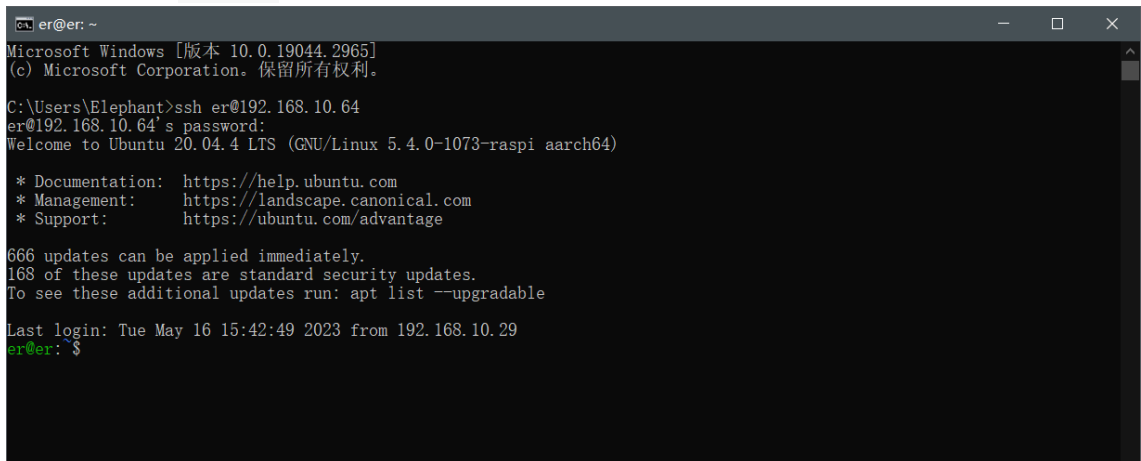 er@er: ~
Microsoft Windows [版本 10.0.19044.2965]
(c) Microsoft Corporation。保留所有权利。
C:\Users\Elephant>ssh er@192.168.10.64
er@192.168.10.64's password:
Welcome to Ubuntu 20.04.4 LTS (GNU/Linux 5.4.0-1073-raspi aarch64)
* Documentation:  https://help.ubuntu.com
* Management:     https://landscape.canonical.com
* Support:        https://ubuntu.com/advantage
666 updates can be applied immediately.
168 of these updates are standard security updates.
To see these additional updates run: apt list --upgradable
Last login: Tue May 16 15:42:49 2023 from 192.168.10.29
er@er:~$